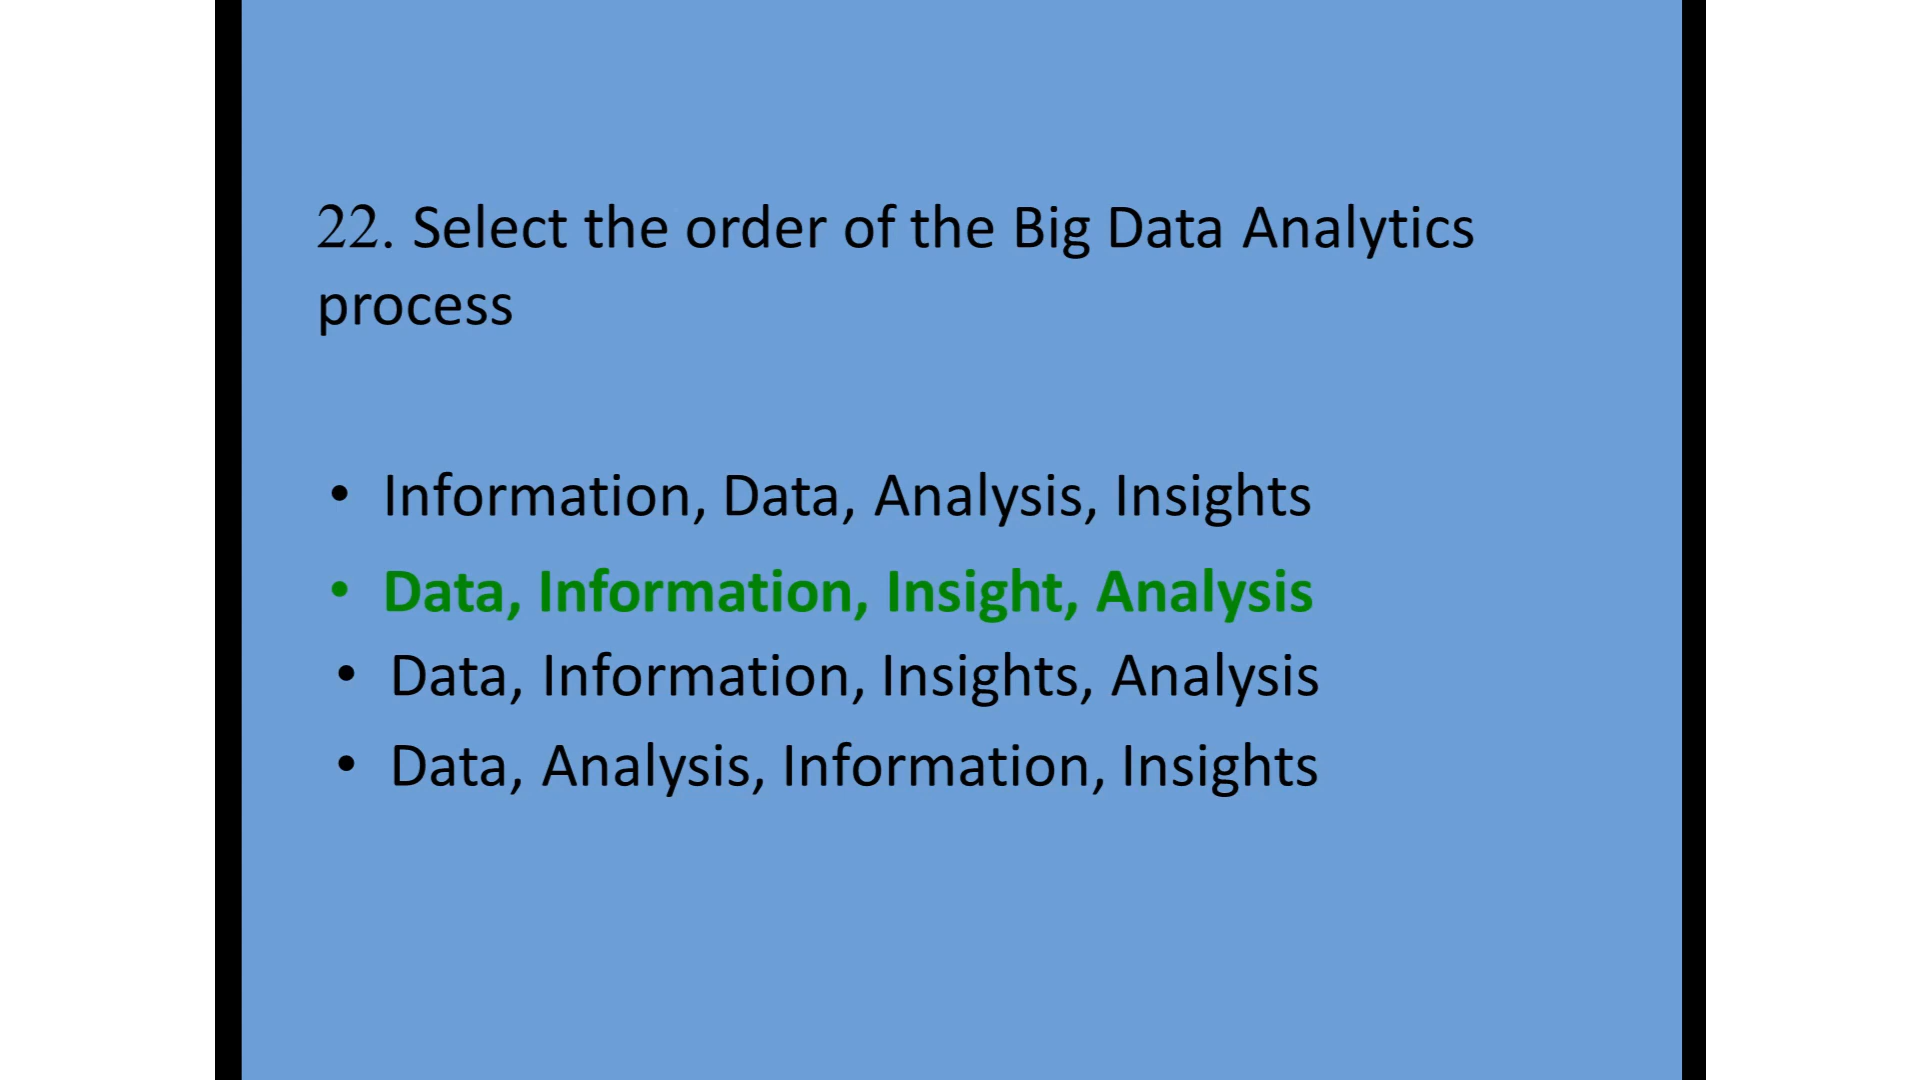 22. Select the order of the Big Data Analytics
process
• Information, Data, Analysis, Insights
• Data, Information, Insight, Analysis
• Data, Information, Insights, Analysis
• Data, Analysis, Information, Insights